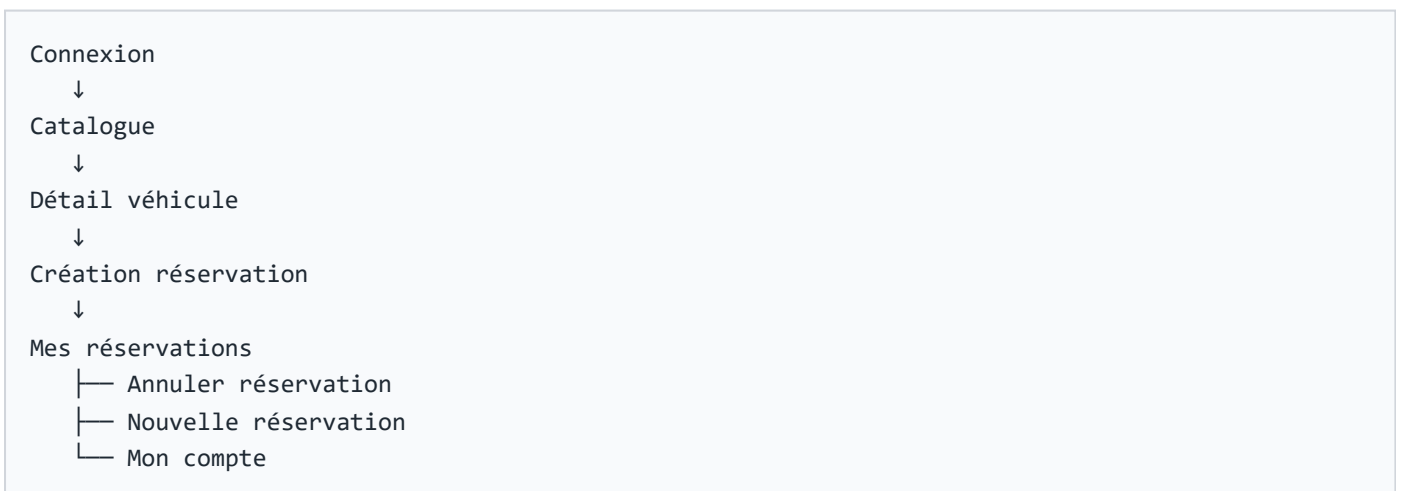 Connexion
↓
Catalogue
↓
Détail véhicule
↓
Création réservation
↓
Mes réservations
├── Annuler réservation
├── Nouvelle réservation
└── Mon compte